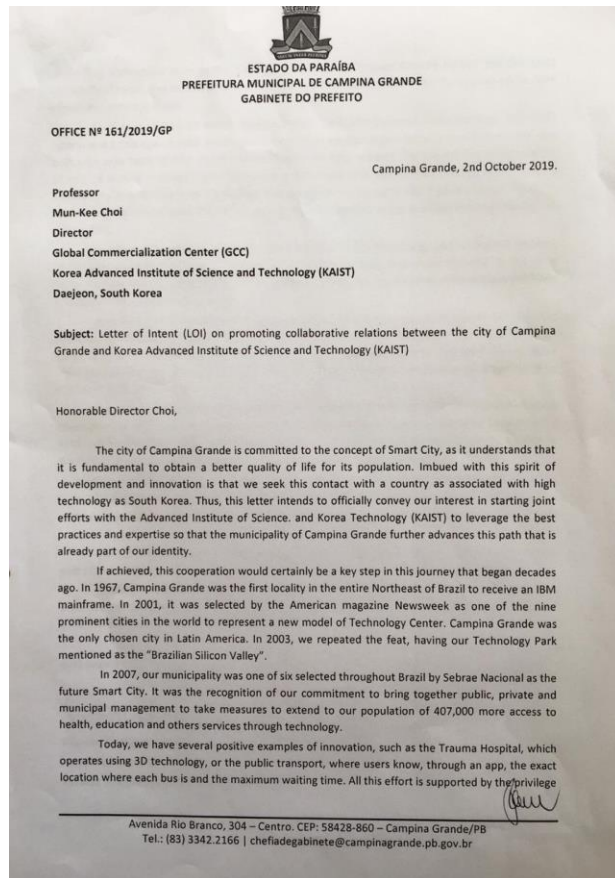 ESTADO DA PARAÍBA
PREFEITURA MUNICIPAL DE CAMPINA GRANDE
GABINETE DO PREFEITO
OFFICE Nº 161/2019/GP
Campina Grande, 2nd October 2019.
Professor
Mun-Kee Choi
Director
Global Commercialization Center (GCC)
Korea Advanced Institute of Science and Technology (KAIST)
Daejeon, South Korea
Subject: Letter of Intent (LOI) on promoting collaborative relations between the city of Campina
Grande and Korea Advanced Institute of Science and Technology (KAIST)
Honorable Director Choi,
The city of Campina Grande is committed to the concept of Smart City, as it understands that
it is fundamental to obtain a better quality of life for its population. Imbued with this spirit of
development and innovation is that we seek this contact with a country as associated with high
technology as South Korea. Thus, this letter intends to officially convey our interest in starting joint
efforts with the Advanced Institute of Science. and Korea Technology (KAIST) to leverage the best
practices and expertise so that the municipality of Campina Grande further advances this path that is
already part of our identity.
If achieved, this cooperation would certainly be a key step in this journey that began decades
ago. In 1967, Campina Grande was the first locality in the entire Northeast of Brazil to receive an IBM
mainframe. In 2001, it was selected by the American magazine Newsweek as one of the nine
prominent cities in the world to represent a new model of Technology Center. Campina Grande was
the only chosen city in Latin America. In 2003, we repeated the feat, having our Technology Park
mentioned as the "Brazilian Silicon Valley".
In 2007, our municipality was one of six selected throughout Brazil by Sebrae Nacional as the
future Smart City. It was the recognition of our commitment to bring together public, private and
municipal management to take measures to extend to our population of 407,000 more access to
health, education and others services through technology.
Today, we have several positive examples of innovation, such as the Trauma Hospital, which
operates using 3D technology, or the public transport, where users know, through an app, the exact
location where each bus is and the maximum waiting time. All this effort is supported by the privilege
Avenida Rio Branco, 304 – Centro. CEP: 58428-860 – Campina Grande/PB
Tel.: (83) 3342.2166 | chefiadegabinete@campinagrande.pb.gov.br